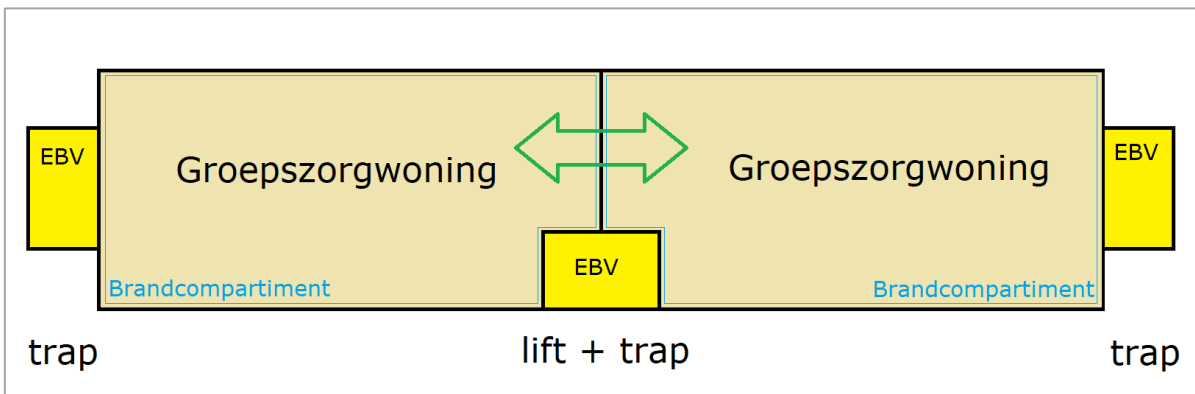 EBV
Groepszorgwoning
Groepszorgwoning
EBV
EBV
Brandcompartiment
Brandcompartiment
trap
lift + trap
trap